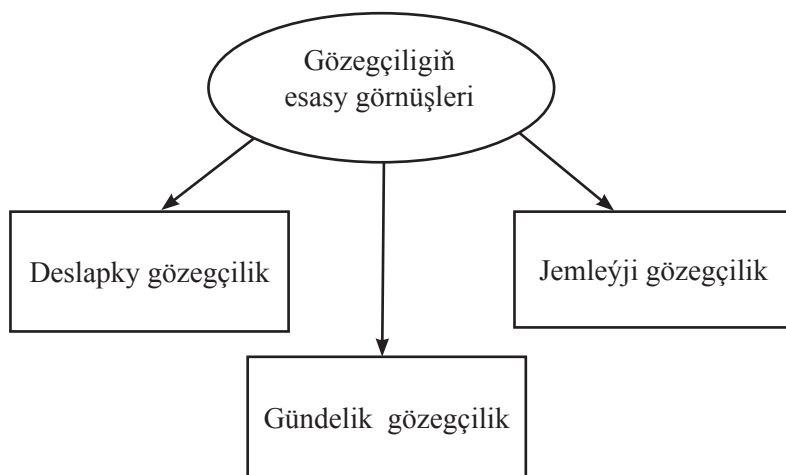 Gözegçiligiň
esasy görnüşleri
Deslapky gözegçilik
Jemleýji gözegçilik
Gündelik gözegçilik